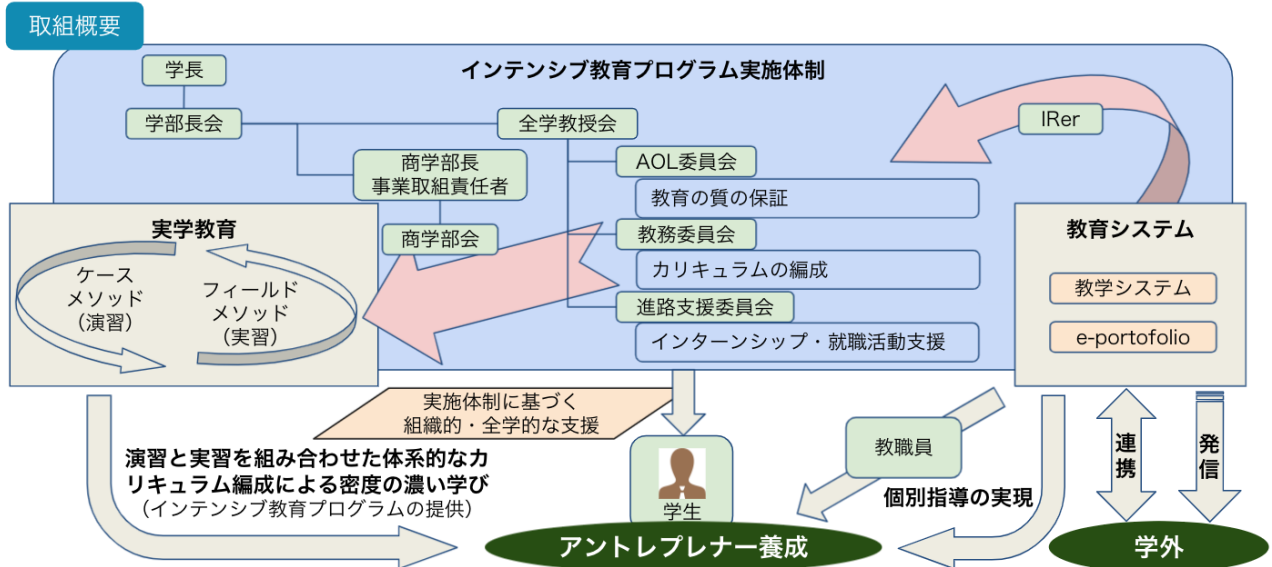 取組概要
インテンシブ教育プログラム実施体制
学長
学部長会
全学教授会
IRer
商学部長
事業取組責任者
AOL委員会
教育の質の保証
商学部会
教務委員会
カリキュラムの編成
進路支援委員会
インターンシップ・就職活動支援
実学教育
ケース
メソッド
（演習）
フィールド
メソッド
（実習）
教育システム
教学システム
e-portofolio
実施体制に基づく
組織的・全学的な支援
演習と実習を組み合わせた体系的なカ
リキュラム編成による密度の濃い学び
（インテンシブ教育プログラムの提供）
学生
教職員
個別指導の実現
連携
発信
アントレプレナー養成
学外